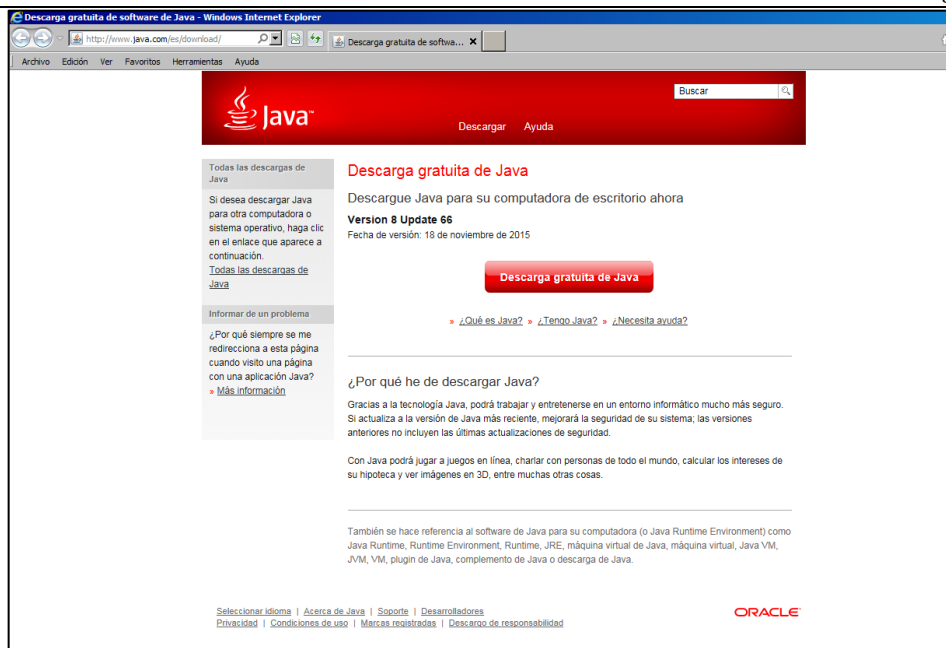 Descarga gratuita de software de Java - Windows Internet Explorer
http://www.java.com/es/download/
Descarga gratuita de softwa...
Archivo Edición Ver Favoritos Herramientas Ayuda
Java™
Buscar
Descargar Ayuda
Todas las descargas de
Java
Si desea descargar Java
para otra computadora o
sistema operativo, haga clic
en el enlace que aparece a
continuación.
Todas las descargas de
Java
Informar de un problema
¿Por qué siempre se me
redirecciona a esta página
cuando visito una página
con una aplicación Java?
» Más información
Descarga gratuita de Java
Descargue Java para su computadora de escritorio ahora
Version 8 Update 66
Fecha de versión: 18 de noviembre de 2015
Descarga gratuita de Java
» ¿Qué es Java? » ¿Tengo Java? » ¿Necesita ayuda?
¿Por qué he de descargar Java?
Gracias a la tecnología Java, podrá trabajar y entretenerse en un entorno informático mucho más seguro.
Si actualiza a la versión de Java más reciente, mejorará la seguridad de su sistema; las versiones
anteriores no incluyen las últimas actualizaciones de seguridad.
Con Java podrá jugar a juegos en línea, charlar con personas de todo el mundo, calcular los intereses de
su hipoteca y ver imágenes en 3D, entre muchas otras cosas.
También se hace referencia al software de Java para su computadora (o Java Runtime Environment) como
Java Runtime, Runtime Environment, Runtime, JRE, máquina virtual de Java, máquina virtual, Java VM,
JVM, VM, plugin de Java, complemento de Java o descarga de Java.
Seleccionar idioma | Acerca de Java | Soporte | Desarrolladores
Privacidad | Condiciones de uso | Marcas registradas | Descargo de responsabilidad
ORACLE